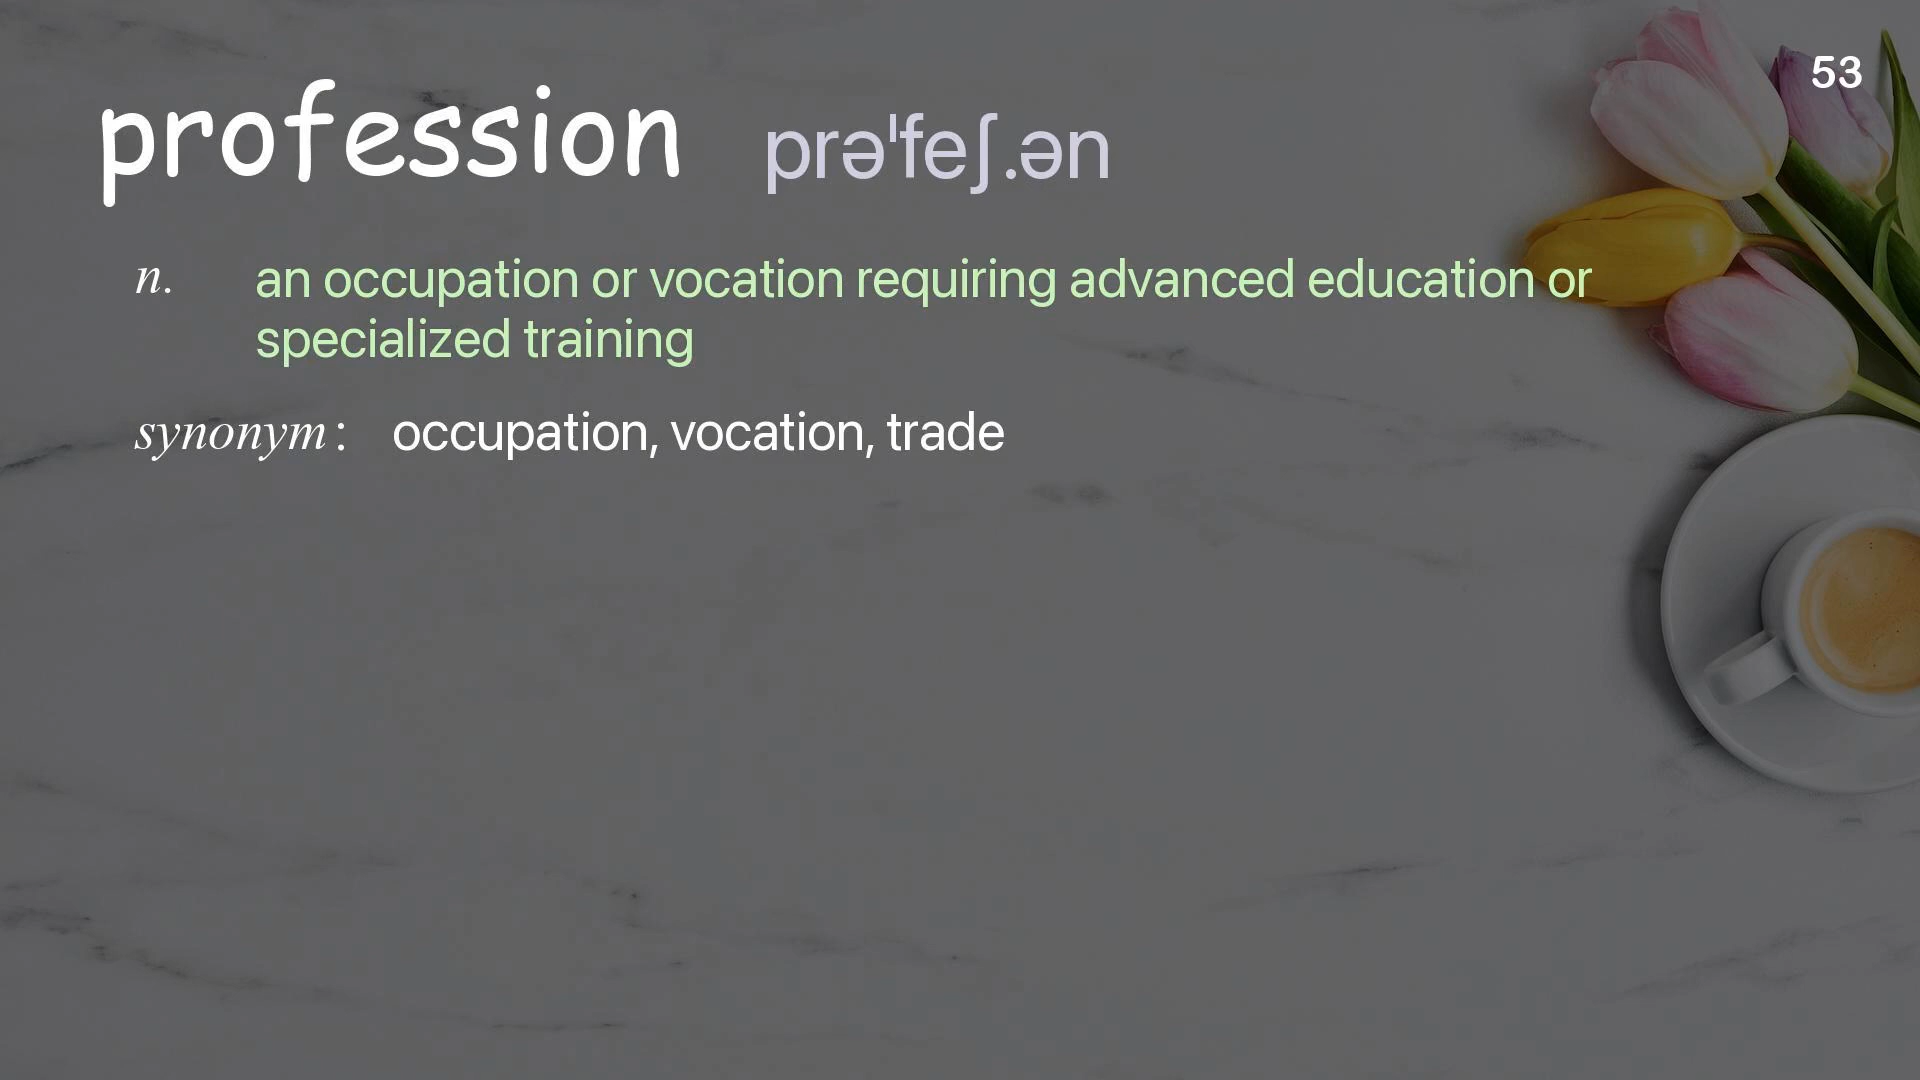 53
profession prəˈfeʃ.ən
n. an occupation or vocation requiring advanced education or
specialized training
synonym: occupation, vocation, trade